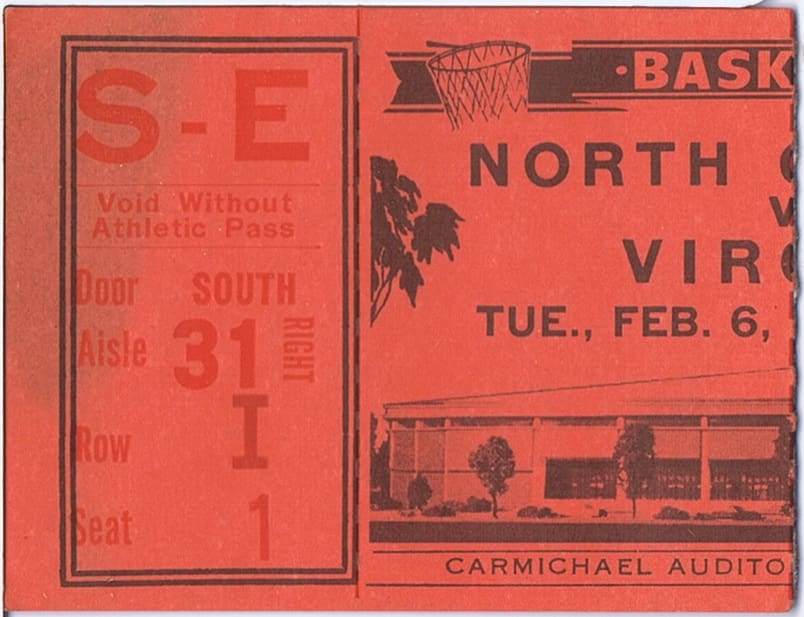 S-E
Void Without
Athletic Pass
Door SOUTH
Aisle 31 RIGHT
Row I
Seat 1
·BASK
NORTH
VIR
TUE., FEB. 6,
CARMICHAEL AUDITO